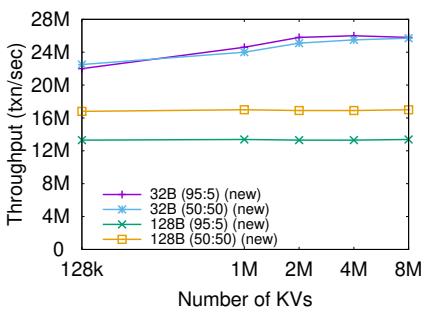 28M
24M
20M
16M
12M
8M
4M
0
Throughput (txn/sec)
32B (95:5) (new)
32B (50:50) (new)
128B (95:5) (new)
128B (50:50) (new)
128k 1M 2M 4M 8M
Number of KVs